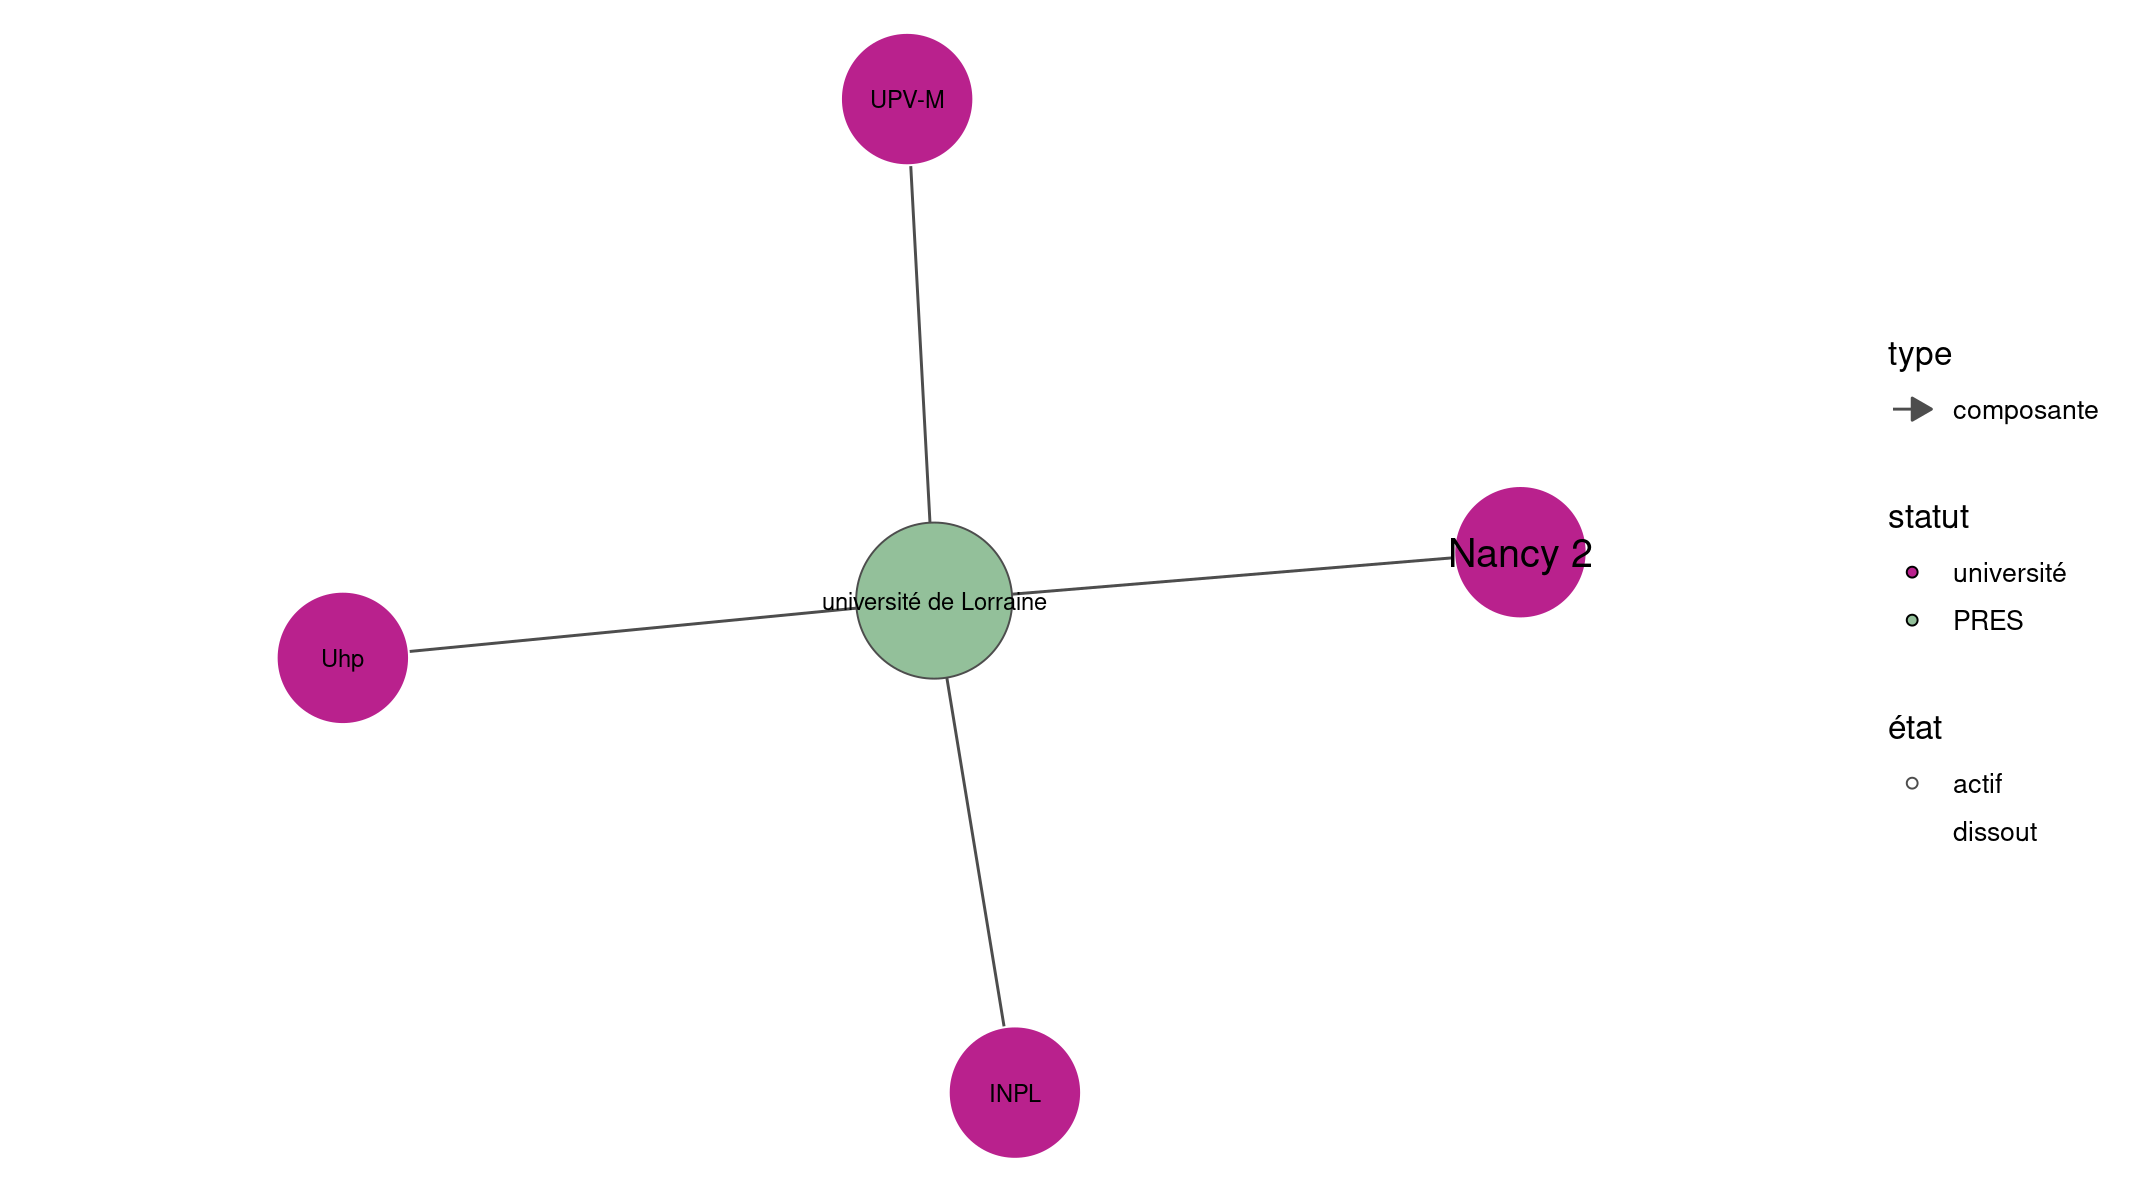 UPV-M
Nancy 2
université de Lorraine
Uhp
INPL
type
composante
statut
université
PRES
état
actif
dissout